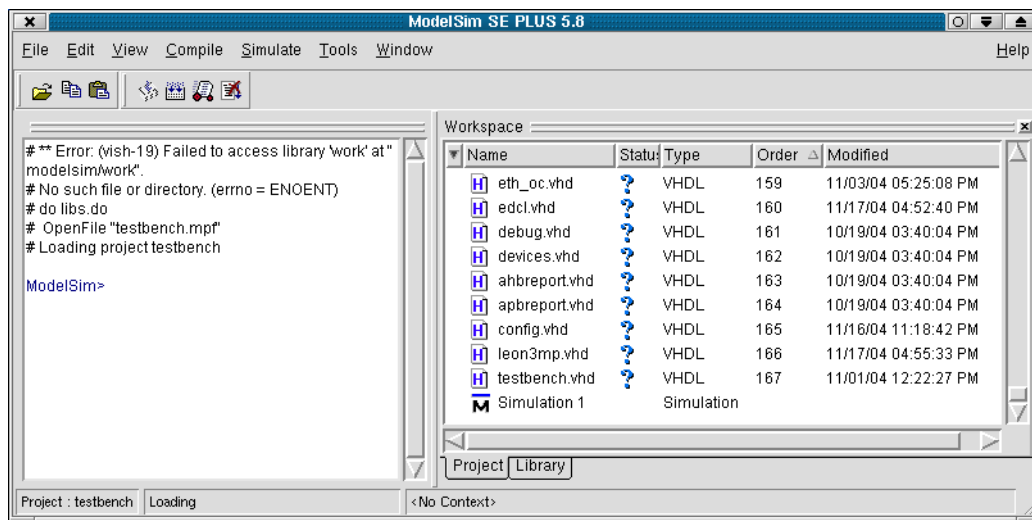 ModelSim SE PLUS 5.8
File Edit View Compile Simulate Tools Window Help
# ** Error: (vish-19) Failed to access library 'work' at "
modelsim/work".
# No such file or directory. (errno = ENOENT)
# do libs.do
# OpenFile "testbench.mpf"
# Loading project testbench
ModelSim>
Workspace
Name Status Type Order Modified
eth_oc.vhd ? VHDL 159 11/03/04 05:25:08 PM
edcl.vhd ? VHDL 160 11/17/04 04:52:40 PM
debug.vhd ? VHDL 161 10/19/04 03:40:04 PM
devices.vhd ? VHDL 162 10/19/04 03:40:04 PM
ahbreport.vhd ? VHDL 163 10/19/04 03:40:04 PM
apbreport.vhd ? VHDL 164 10/19/04 03:40:04 PM
config.vhd ? VHDL 165 11/16/04 11:18:42 PM
leon3mp.vhd ? VHDL 166 11/17/04 04:55:33 PM
testbench.vhd ? VHDL 167 11/01/04 12:22:27 PM
M Simulation 1 Simulation
Project Library
Project : testbench Loading <No Context>